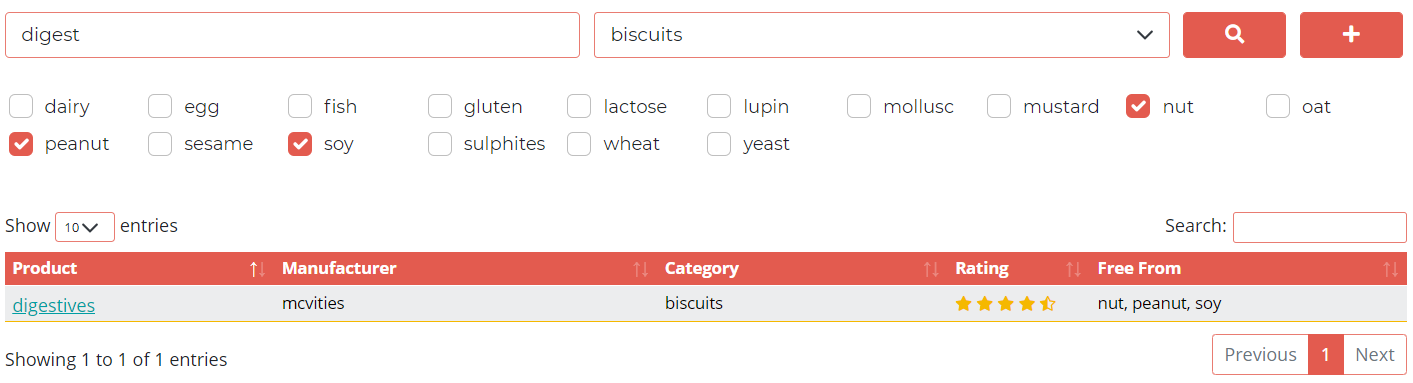 digest biscuits
dairy egg fish gluten lactose lupin mollusc mustard nut oat
peanut sesame soy sulphites wheat yeast
Show 10 entries Search:
Product Manufacturer Category Rating Free From
digestives mcvities biscuits nut, peanut, soy
Showing 1 to 1 of 1 entries Previous 1 Next